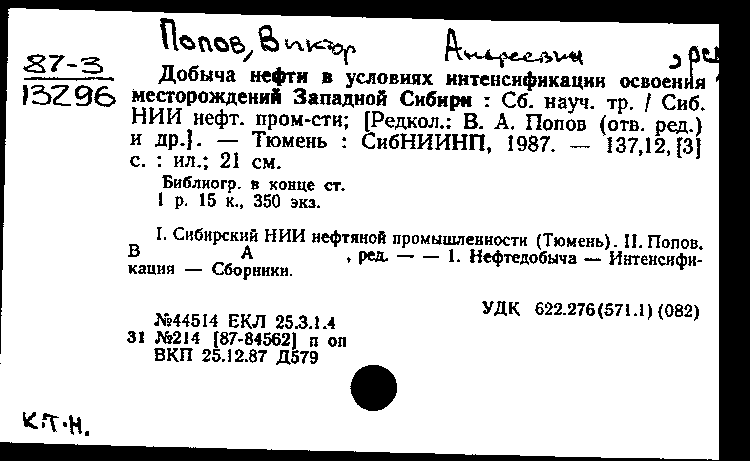 Попов, Виктор Андреевич , ре
87-3
13296
Добыча нефти в условиях интенсификации освоения
месторождений Западной Сибири : Сб. науч. тр. / Сиб.
НИИ нефт. пром-сти; [Редкол.: В. А. Попов (отв. ред.)
и др.]. — Тюмень : СибНИИНП, 1987. — 137,12, [3]
с. : ил.; 21 см.
Библиогр. в конце ст.
1 р. 15 к., 350 экз.
I. Сибирский НИИ нефтяной промышленности (Тюмень). II. Попов,
В А , ред. — — 1. Нефтедобыча — Интенсифи-
кация — Сборники.
УДК 622.276(571.1)(082)
№44514 ЕКЛ 25.3.1.4
31 №214 [87-84562] п оп
ВКП 25.12.87 Д579
к.т.н.